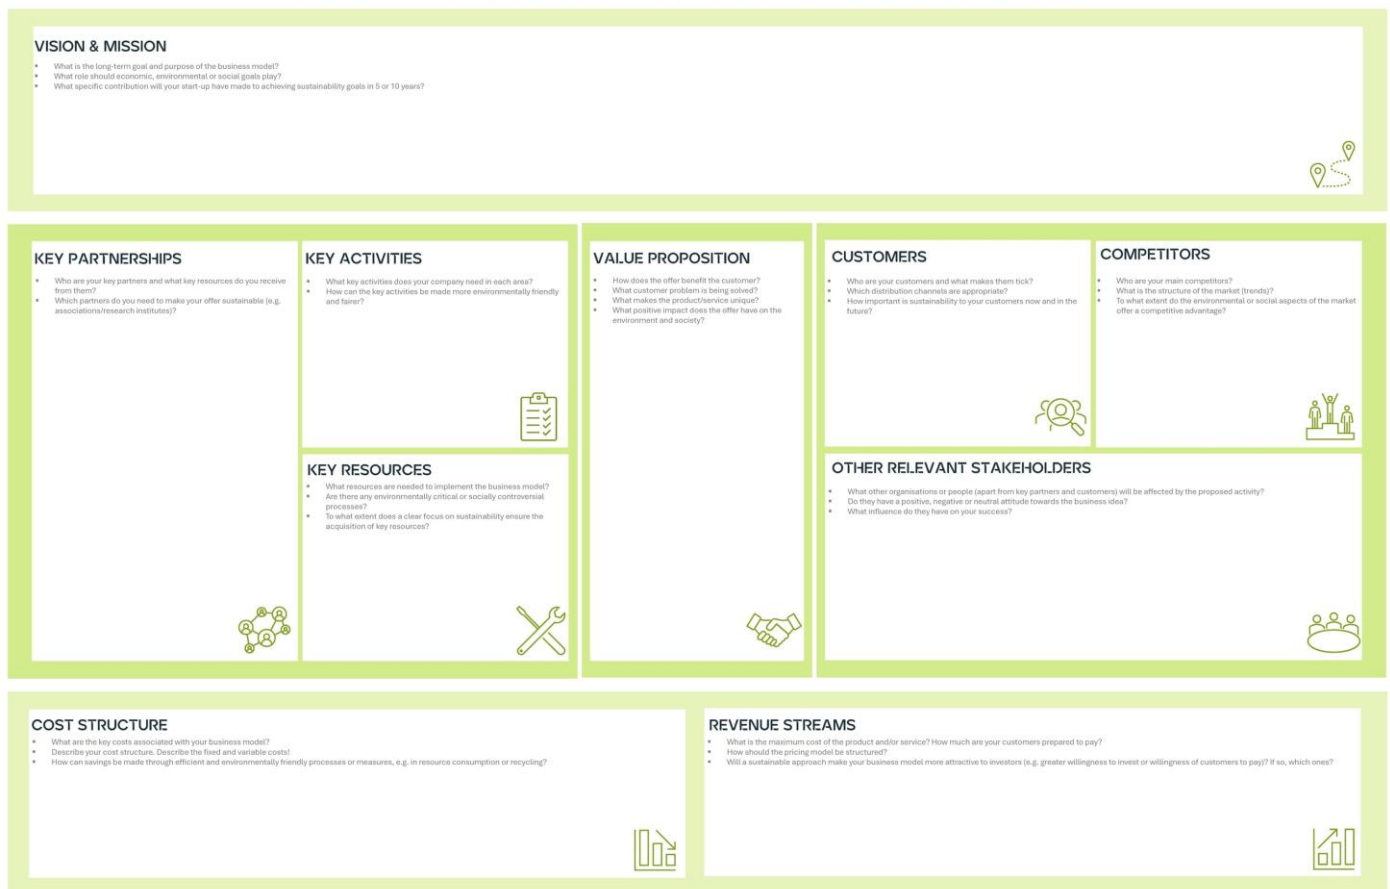 VISION & MISSION
• What is the long-term goal and purpose of the business model?
• What role should economic, environmental or social goals play?
• What specific contribution will your start-up have made to achieving sustainability goals in 5 or 10 years?
KEY PARTNERSHIPS
• Who are your key partners and what key resources do you receive
from them?
• Which partners do you need to make your offer sustainable (e.g.
associations/research institutes)?
KEY ACTIVITIES
• What key activities does your company need in each area?
• How can the key activities be made more environmentally friendly
and fairer?
KEY RESOURCES
• What resources are needed to implement the business model?
• Are there any environmentally critical or socially controversial
processes?
• To what extent does a clear focus on sustainability ensure the
acquisition of key resources?
VALUE PROPOSITION
• How does the offer benefit the customer?
• What customer problem is being solved?
• What makes the product/service unique?
• What positive impact does the offer have on the
environment and society?
CUSTOMERS
• Who are your customers and what makes them tick?
• Which distribution channels are appropriate?
• How important is sustainability to your customers now and in the
future?
COMPETITORS
• Who are your main competitors?
• What is the structure of the market (trends)?
• To what extent do the environmental or social aspects of the market
offer a competitive advantage?
OTHER RELEVANT STAKEHOLDERS
• What other organisations or people (apart from key partners and customers) will be affected by the proposed activity?
• Do they have a positive, negative or neutral attitude towards the business idea?
• What influence do they have on your success?
COST STRUCTURE
• What are the key costs associated with your business model?
• Describe your cost structure. Describe the fixed and variable costs!
• How can savings be made through efficient and environmentally friendly processes or measures, e.g. in resource consumption or recycling?
REVENUE STREAMS
• What is the maximum cost of the product and/or service? How much are your customers prepared to pay?
• How should the pricing model be structured?
• Will a sustainable approach make your business model more attractive to investors (e.g. greater willingness to invest or willingness of customers to pay)? If so, which ones?